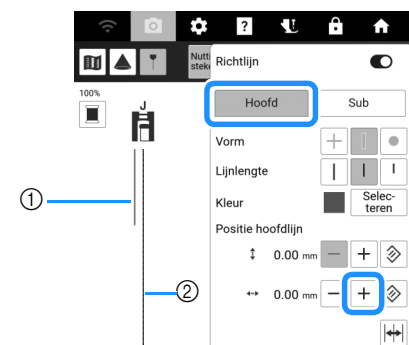 ?
Nutti
steke
Richtlijn
100%
J
Hoofd
Sub
Vorm
Lijnlengte
Kleur
Selec-
teren
Positie hoofdlijn
0.00 mm
0.00 mm
①
②